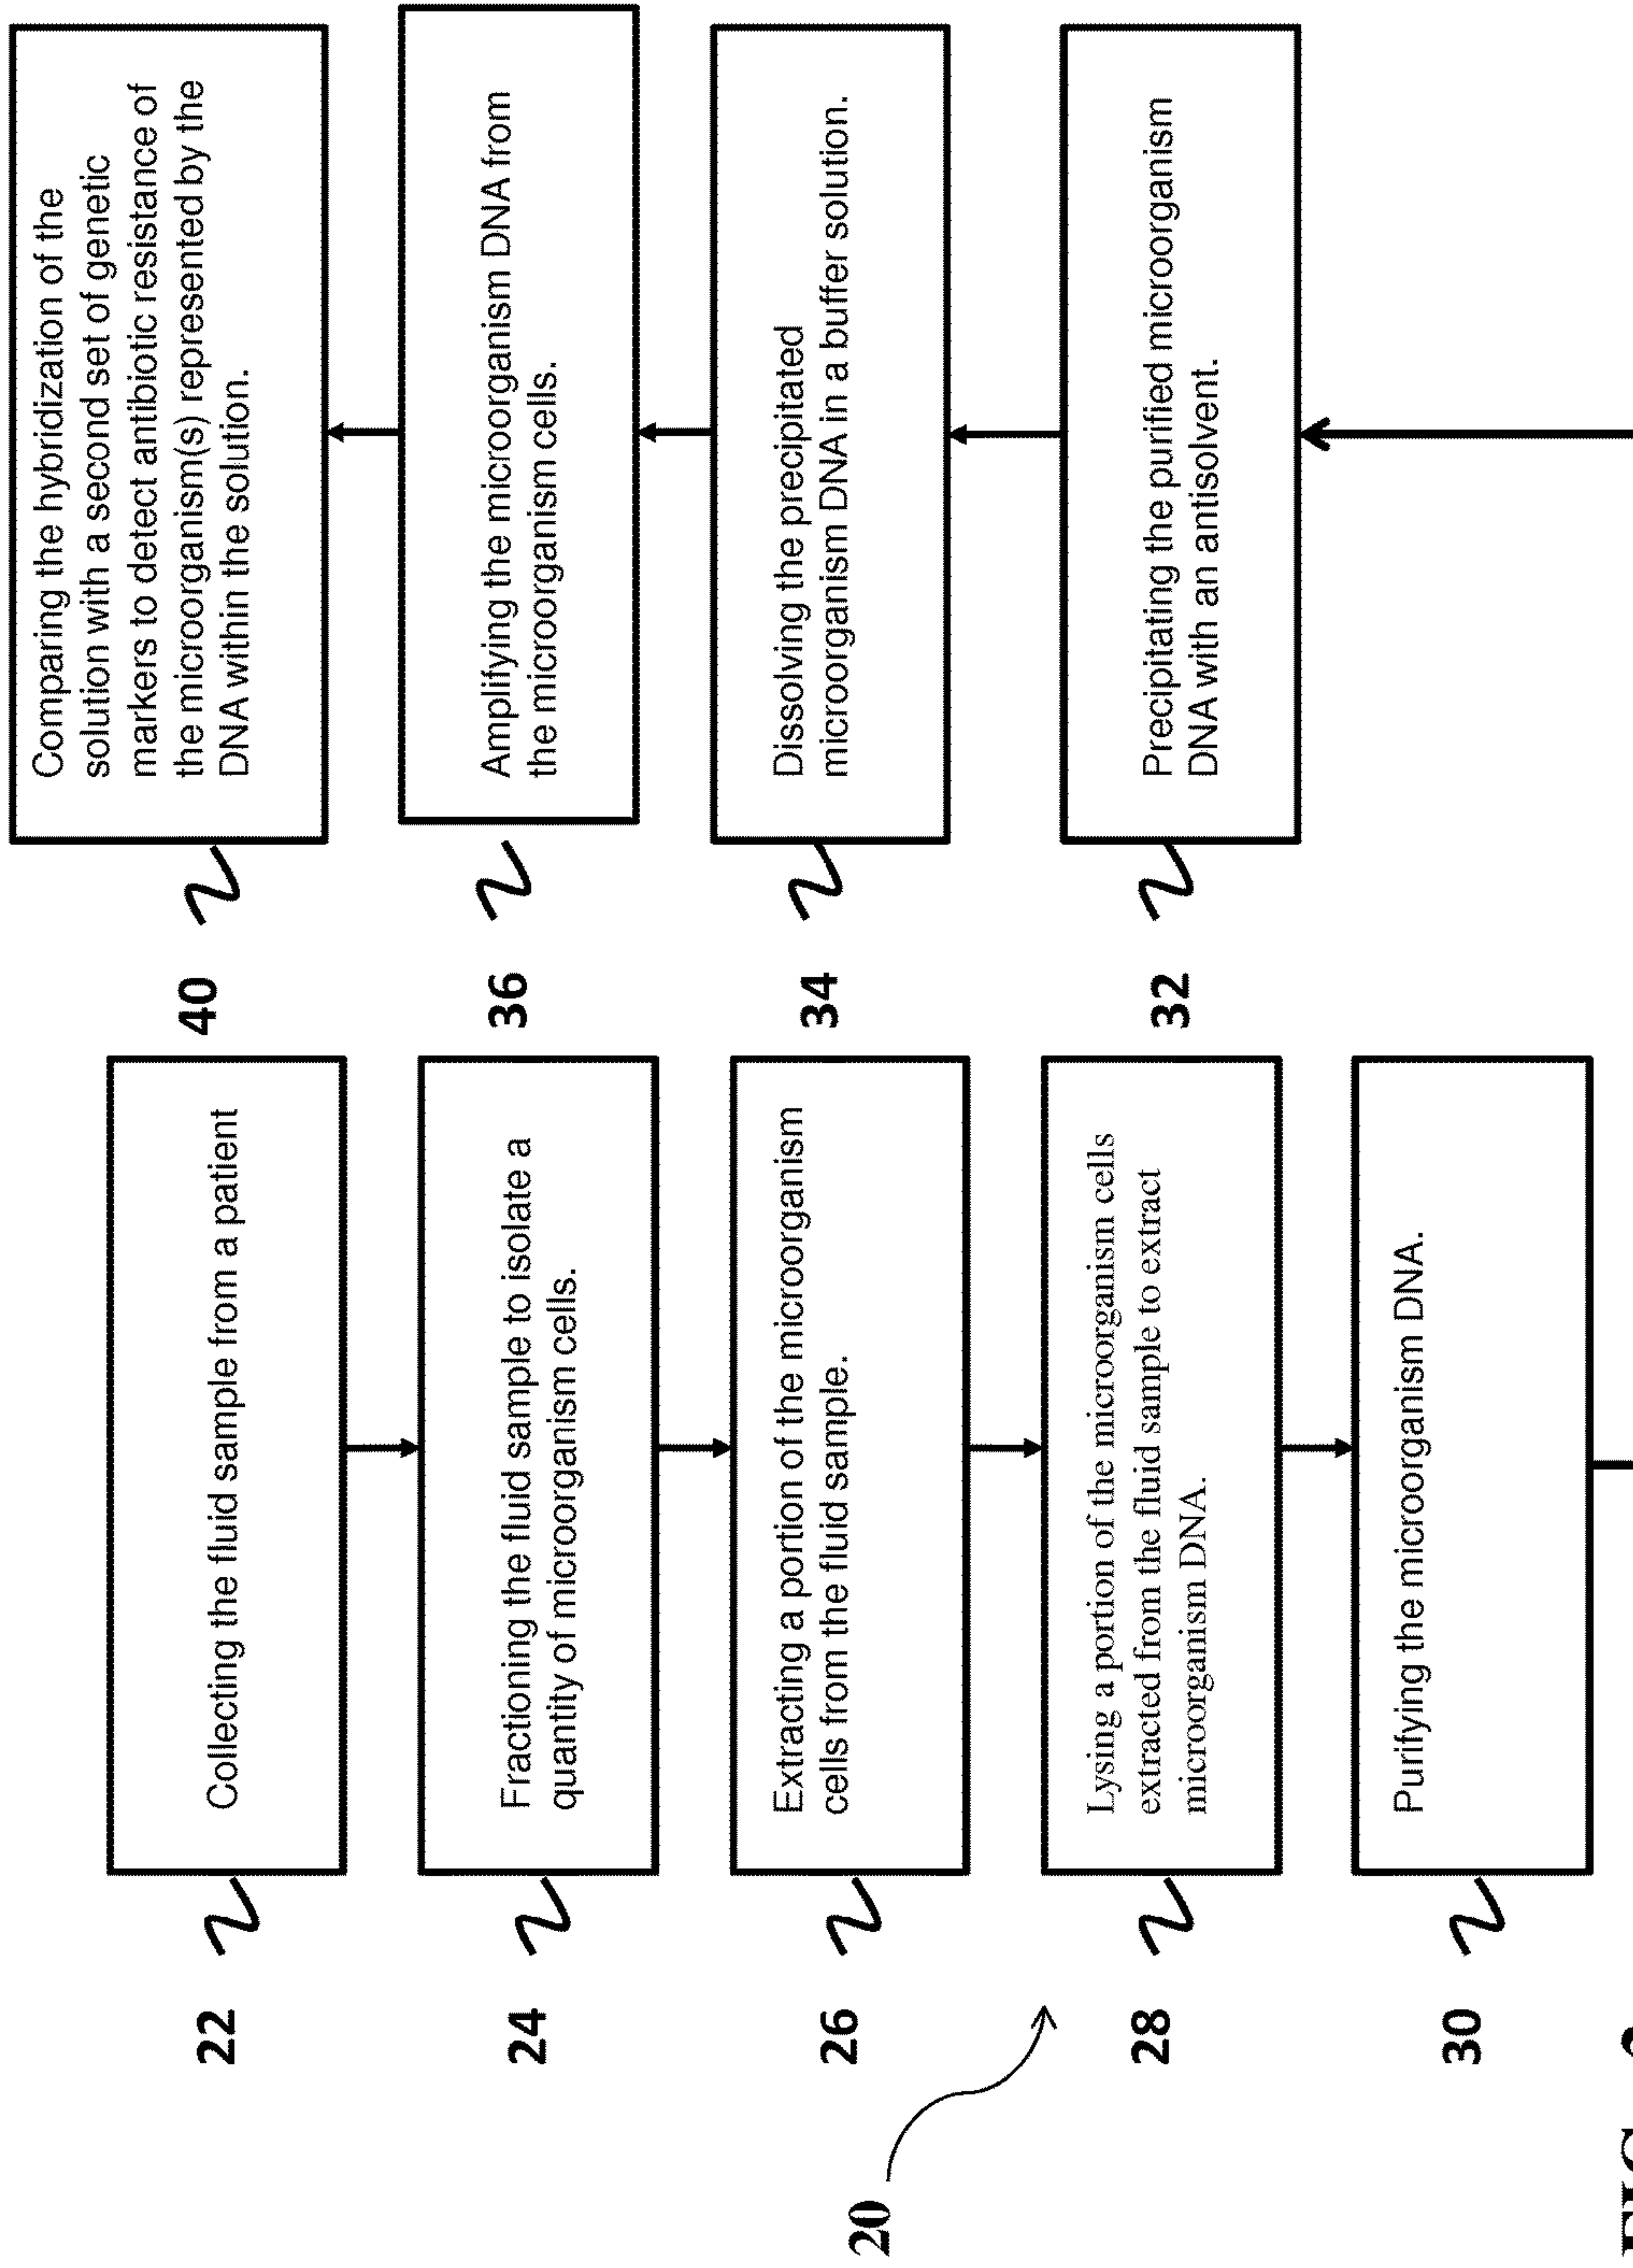 22
Collecting the fluid sample from a patient
24
Fractioning the fluid sample to isolate a
quantity of microorganism cells.
26
Extracting a portion of the microorganism
cells from the fluid sample.
20
28
Lysing a portion of the microorganism cells
extracted from the fluid sample to extract
microorganism DNA.
30
Purifying the microorganism DNA.
32
Precipitating the purified microorganism
DNA with an antisolvent.
34
Dissolving the precipitated
microorganism DNA in a buffer solution.
36
Amplifying the microorganism DNA from
the microorganism cells.
40
Comparing the hybridization of the
solution with a second set of genetic
markers to detect antibiotic resistance of
the microorganism(s) represented by the
DNA within the solution.
FIG.